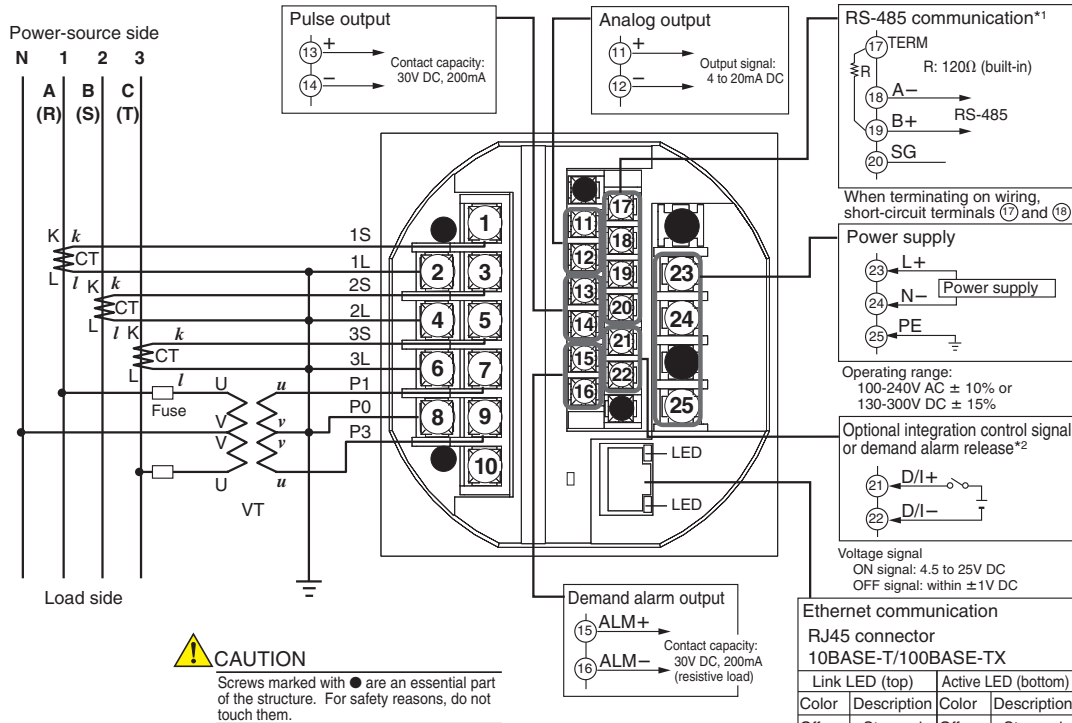 Power-source side
N 1 2 3
A B C
(R) (S) (T)
K k
CT
L l
K k
CT
L l
K k
CT
L l
Fuse
U u
V v
V v
U u
VT
Load side
1S
1L
2S
2L
3S
3L
P1
P0
P3
1
2 3
4 5
6 7
8 9
10
11
12
13
14
15
16
17
18
19
20
21
22
23
24
25
LED
LED
Pulse output
13 +
14 −
Contact capacity:
30V DC, 200mA
Analog output
11 +
12 −
Output signal:
4 to 20mA DC
RS-485 communication*1
17 TERM
R
R: 120Ω (built-in)
18 A−
RS-485
19 B+
20 SG
When terminating on wiring,
short-circuit terminals 17 and 18
Power supply
23 L+
Power supply
24 N−
25 PE
Operating range:
100-240V AC ± 10% or
130-300V DC ± 15%
Optional integration control signal
or demand alarm release*2
21 D/I+
22 D/I−
Voltage signal
ON signal: 4.5 to 25V DC
OFF signal: within ±1V DC
Demand alarm output
15 ALM+
16 ALM−
Contact capacity:
30V DC, 200mA
(resistive load)
Ethernet communication
RJ45 connector
10BASE-T/100BASE-TX
Link LED (top) Active LED (bottom)
Color Description Color Description
CAUTION
Screws marked with ● are an essential part
of the structure. For safety reasons, do not
touch them.